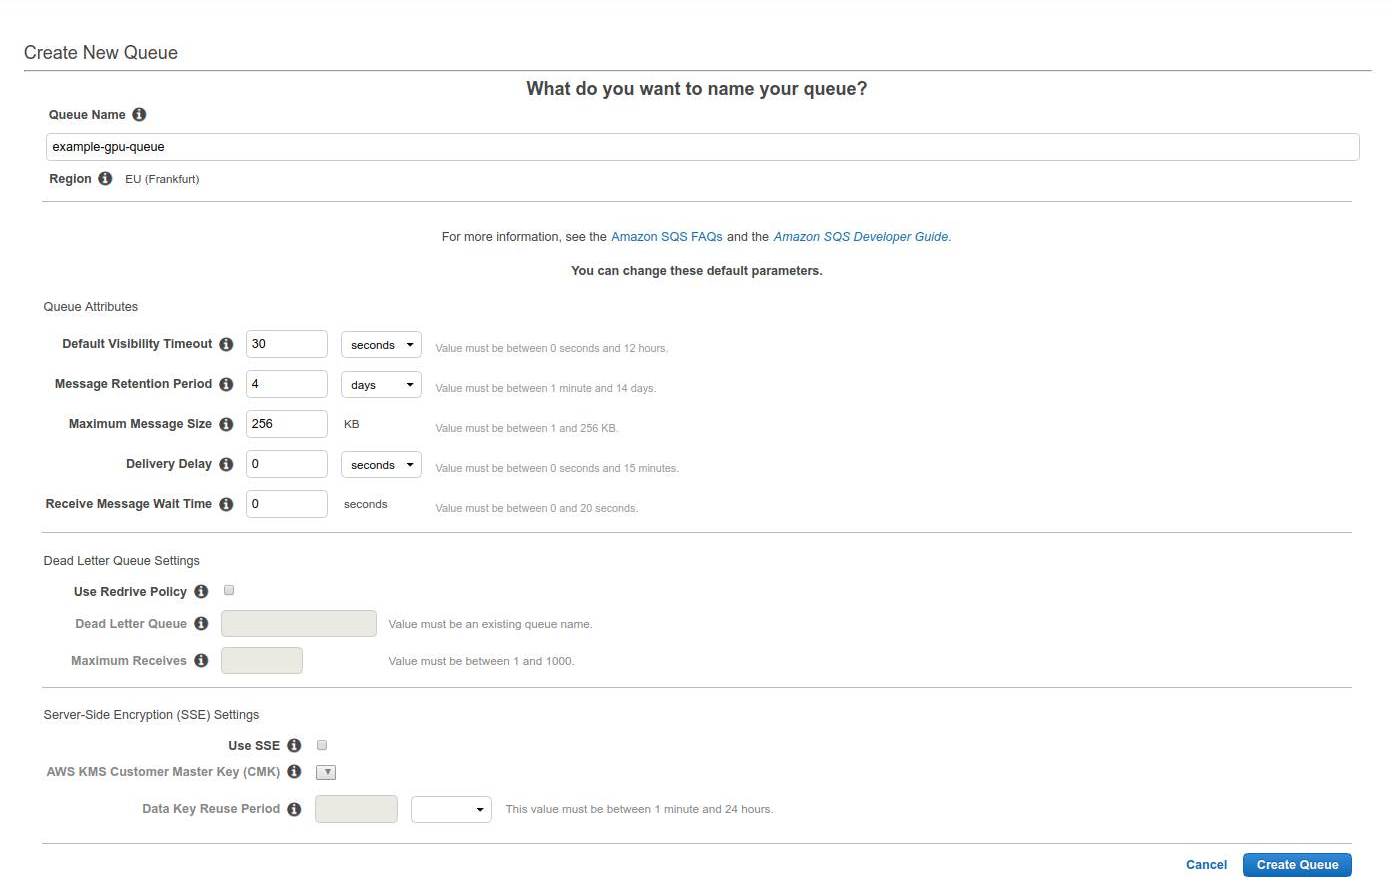 Create New Queue
What do you want to name your queue?
Queue Name
example-gpu-queue
Region EU (Frankfurt)
For more information, see the Amazon SQS FAQs and the Amazon SQS Developer Guide.
You can change these default parameters.
Queue Attributes
Default Visibility Timeout 30 seconds Value must be between 0 seconds and 12 hours.
Message Retention Period 4 days Value must be between 1 minute and 14 days.
Maximum Message Size 256 KB Value must be between 1 and 256 KB.
Delivery Delay 0 seconds Value must be between 0 seconds and 15 minutes.
Receive Message Wait Time 0 seconds Value must be between 0 and 20 seconds.
Dead Letter Queue Settings
Use Redrive Policy
Dead Letter Queue Value must be an existing queue name.
Maximum Receives Value must be between 1 and 1000.
Server-Side Encryption (SSE) Settings
Use SSE
AWS KMS Customer Master Key (CMK)
Data Key Reuse Period This value must be between 1 minute and 24 hours.
Cancel Create Queue